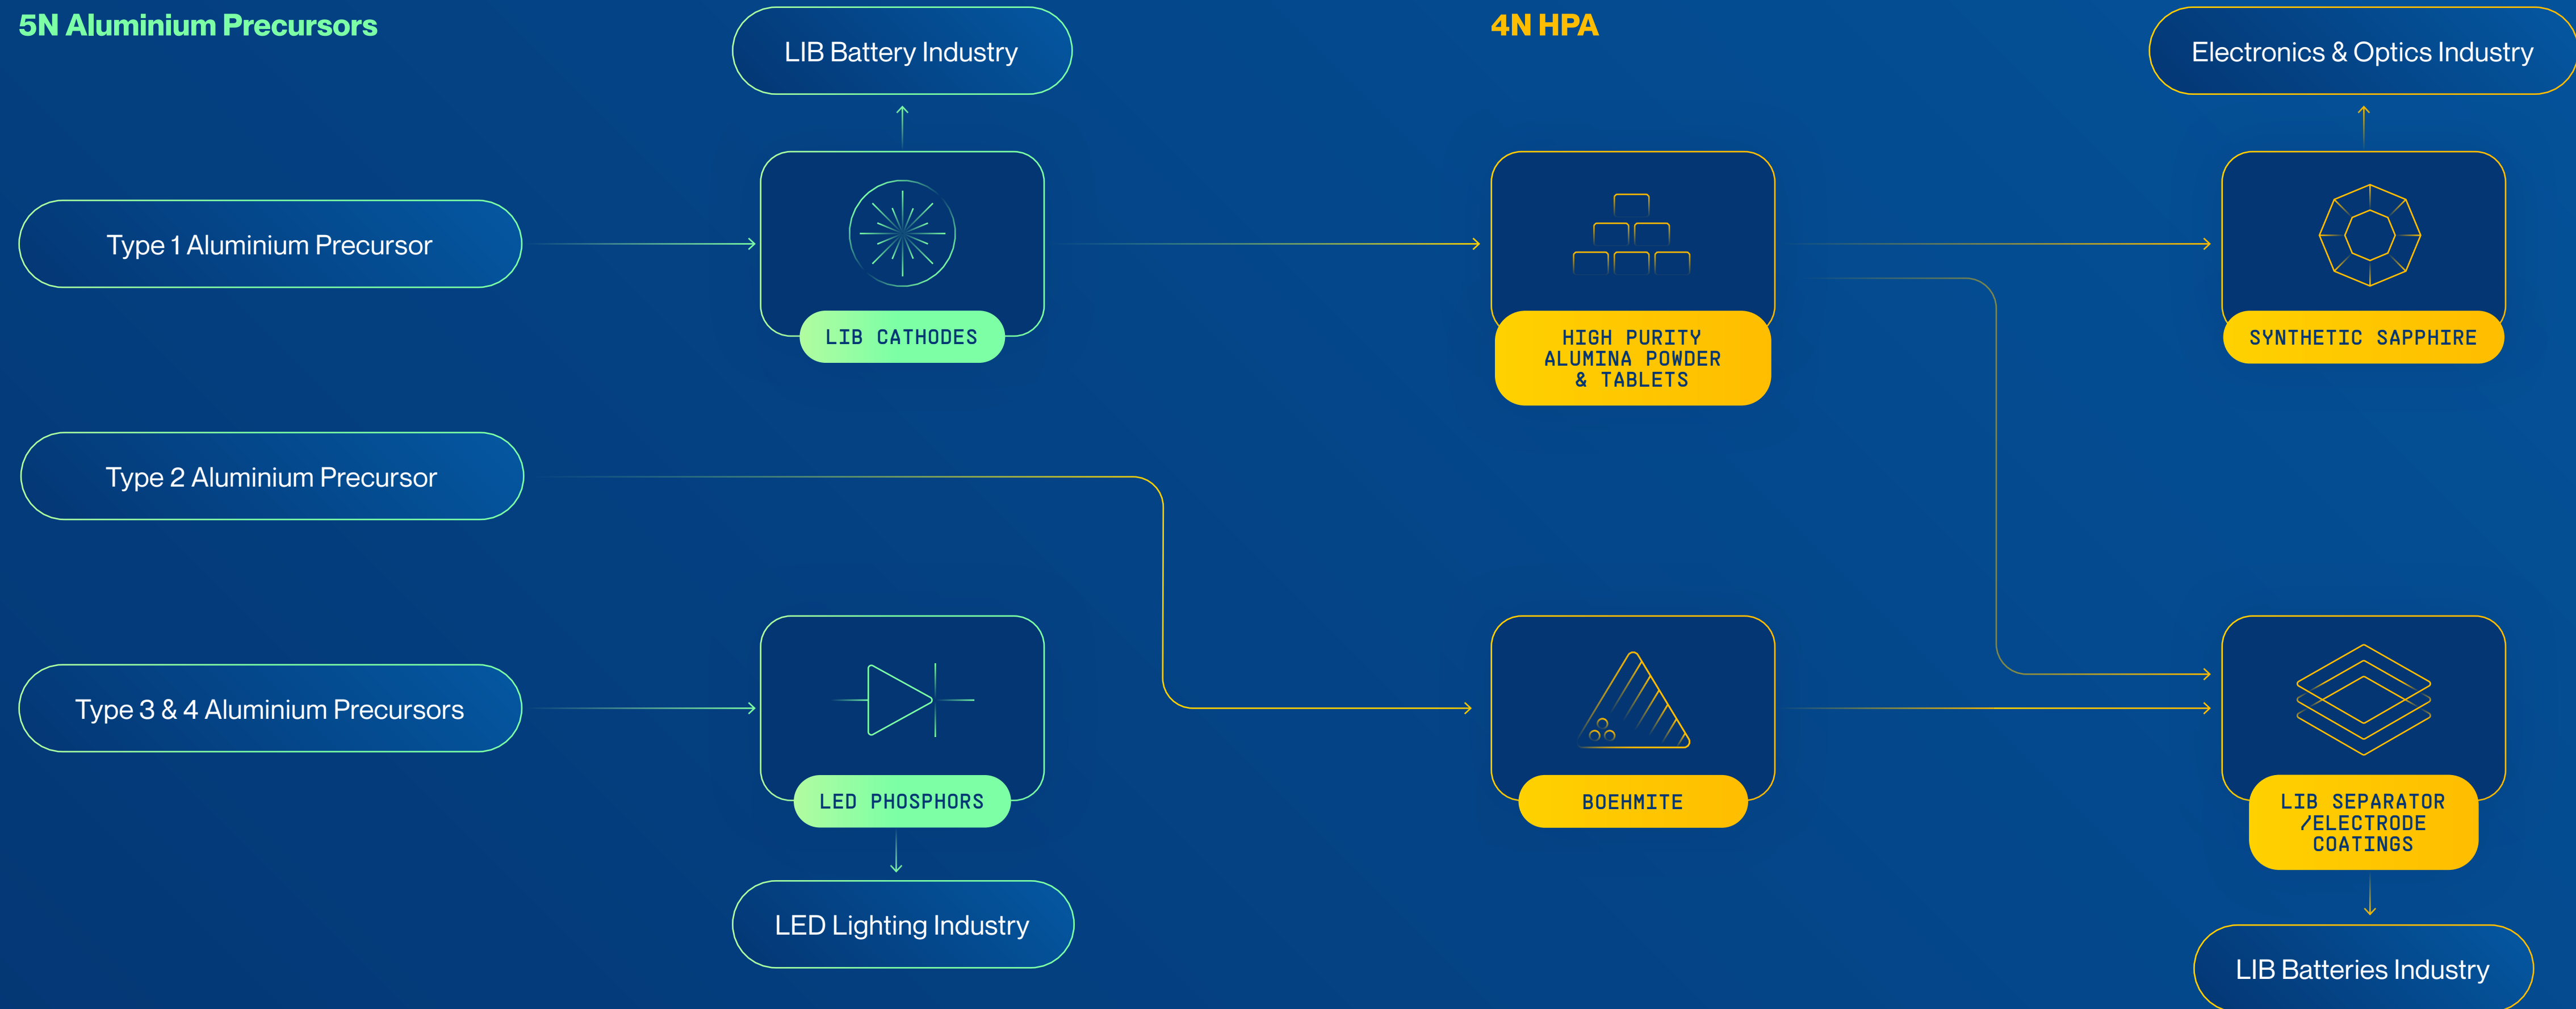 5N Aluminium Precursors
LIB Battery Industry
4N HPA
Electronics & Optics Industry
Type 1 Aluminium Precursor
LIB CATHODES
HIGH PURITY
ALUMINA POWDER
& TABLETS
SYNTHETIC SAPPHIRE
Type 2 Aluminium Precursor
Type 3 & 4 Aluminium Precursors
LED PHOSPHORS
BOEHMITE
LIB SEPARATOR
/ELECTRODE
COATINGS
LED Lighting Industry
LIB Batteries Industry